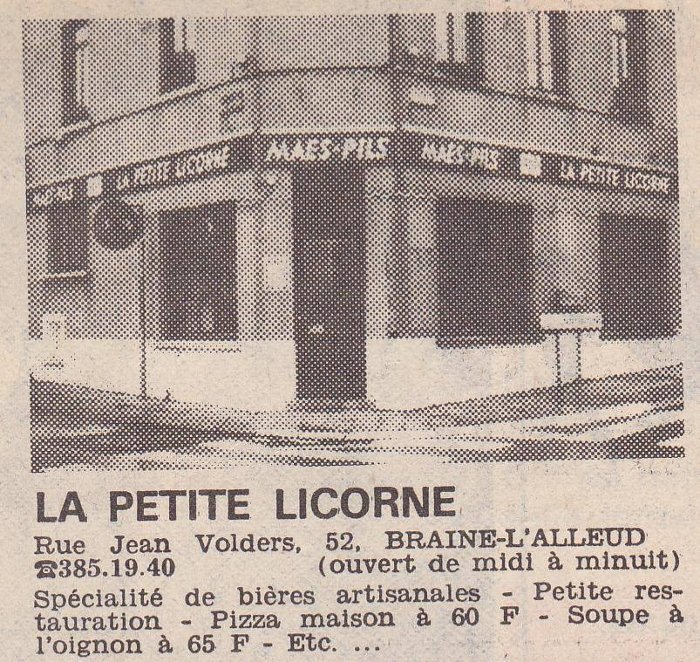 MAES-PILS LA PETITE LICORNE MAES-PILS MAES-PILS LA PETITE LICORNE
LA PETITE LICORNE
Rue Jean Volders, 52, BRAINE-L'ALLEUD
☎385.19.40 (ouvert de midi à minuit)
Spécialité de bières artisanales - Petite res-
tauration - Pizza maison à 60 F - Soupe à
l'oignon à 65 F - Etc. ...